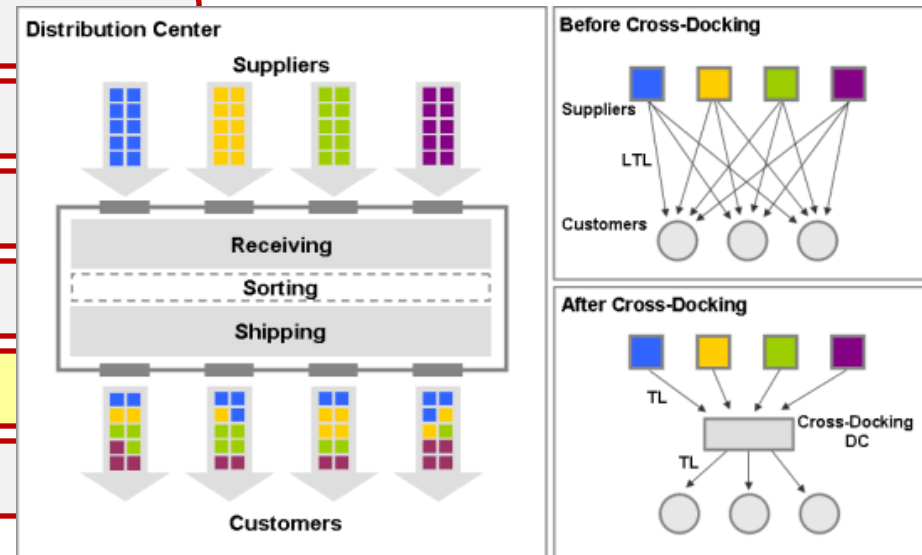 Distribution Center
Suppliers
Receiving
Sorting
Shipping
Customers
Before Cross-Docking
Suppliers
LTL
Customers
After Cross-Docking
TL
Cross-Docking
DC
TL